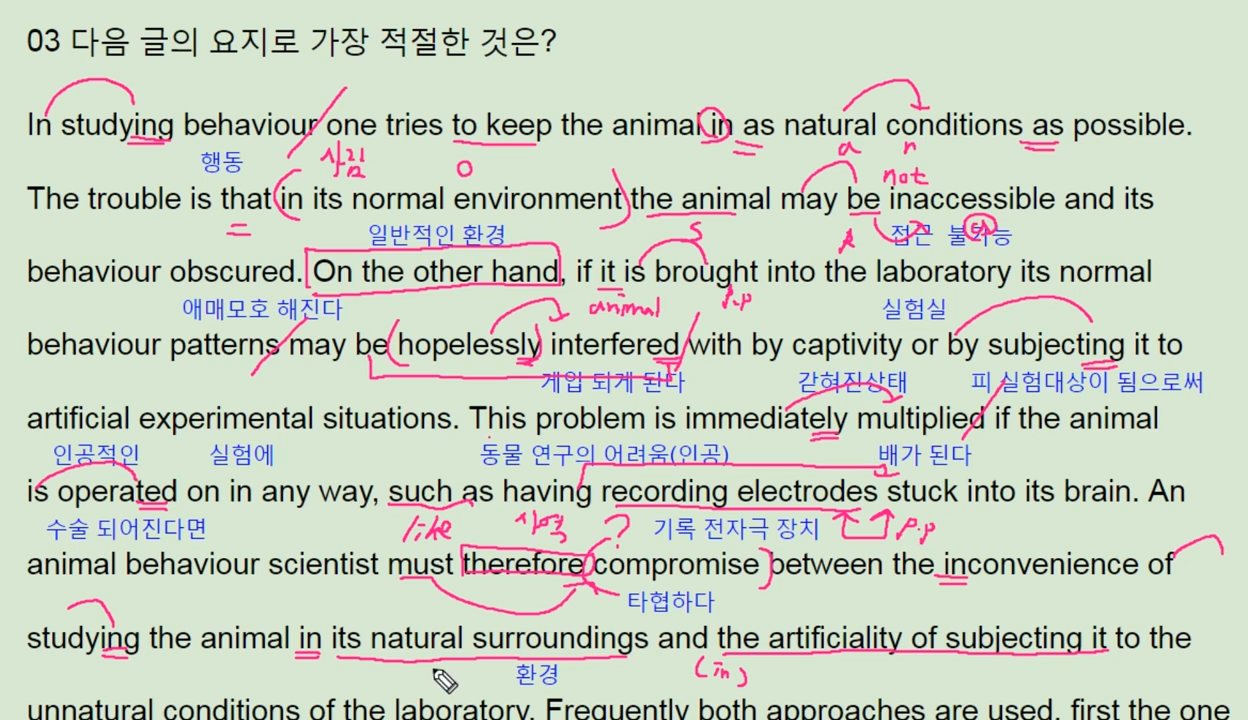 03 다음 글의 요지로 가장 적절한 것은?
In studying behaviour one tries to keep the animal in as natural conditions as possible.
행동 사람 o a n
not
The trouble is that in its normal environment the animal may be inaccessible and its
일반적인 환경 s 접근 불가능
behaviour obscured. On the other hand, if it is brought into the laboratory its normal
애매모호 해진다 animal p.p 실험실
behaviour patterns may be hopelessly interfered with by captivity or by subjecting it to
게입 되게 된다 갇혀진상태 피 실험대상이 됨으로써
artificial experimental situations. This problem is immediately multiplied if the animal
인공적인 실험에 동물 연구의 어려움(인공) 배가 된다
is operated on in any way, such as having recording electrodes stuck into its brain. An
수술 되어진다면 like 사역 ? 기록 전자극 장치 p.p
animal behaviour scientist must therefore compromise between the inconvenience of
타협하다
studying the animal in its natural surroundings and the artificiality of subjecting it to the
환경 (in)
unnatural conditions of the laboratory. Frequently both approaches are used, first the one